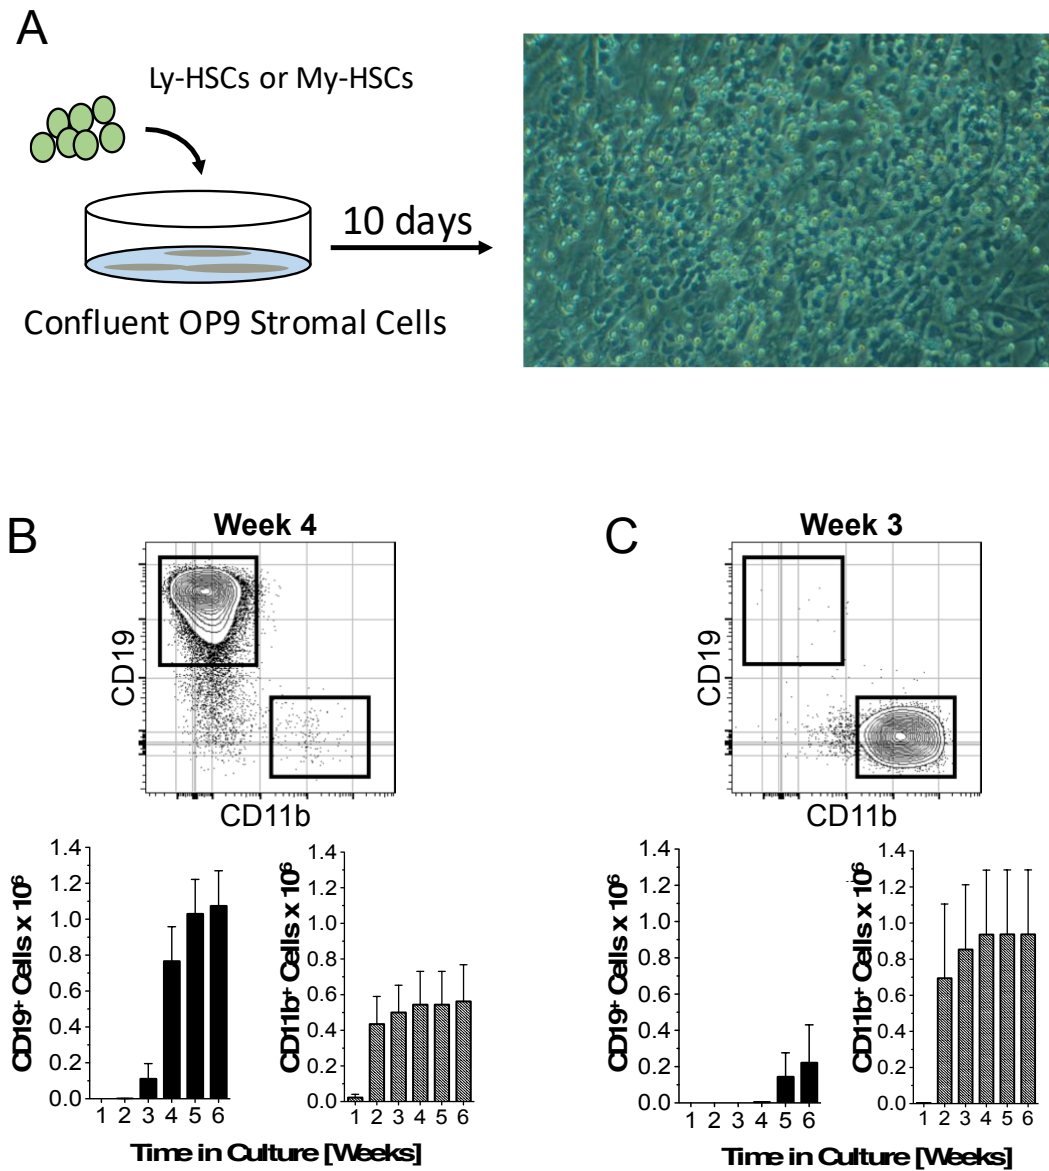 A
Ly-HSCs or My-HSCs
10 days
Confluent OP9 Stromal Cells
B
Week 4
CD19
CD11b
C
Week 3
CD19
CD11b
CD19+ Cells x 10⁶
1.4
1.2
1.0
0.8
0.6
0.4
0.2
0.0
1 2 3 4 5 6
CD11b+ Cells x 10⁶
1.4
1.2
1.0
0.8
0.6
0.4
0.2
0.0
1 2 3 4 5 6
Time in Culture [Weeks]
CD19+ Cells x 10⁶
1.4
1.2
1.0
0.8
0.6
0.4
0.2
0.0
1 2 3 4 5 6
CD11b+ Cells x 10⁶
1.4
1.2
1.0
0.8
0.6
0.4
0.2
0.0
1 2 3 4 5 6
Time in Culture [Weeks]